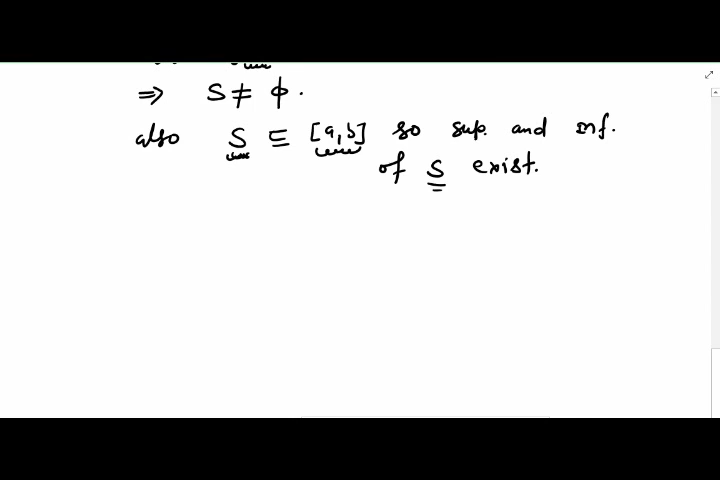 ⇒ S ≠ ϕ.
also S ⊆ [a,b] so sup. and inf.
of S exist.